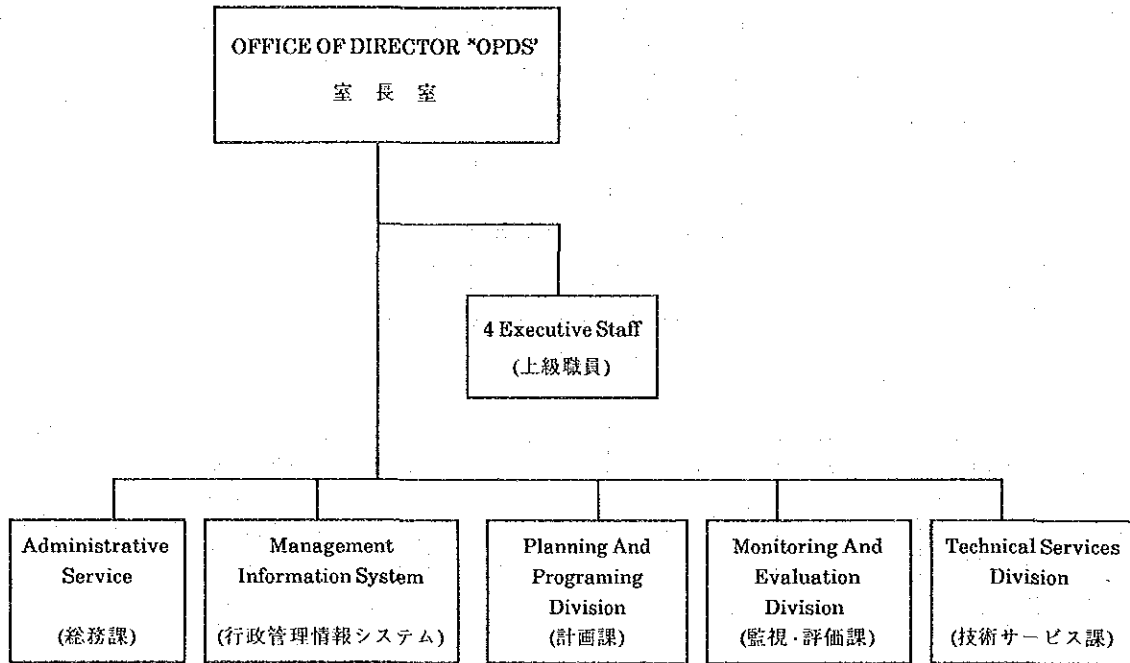 OFFICE OF DIRECTOR "OPDS'
室 長 室
4 Executive Staff
(上級職員)
Administrative
Service
(総務課)
Management
Information System
(行政管理情報システム)
Planning And
Programing
Division
(計画課)
Monitoring And
Evaluation
Division
(監視・評価課)
Technical Services
Division
(技術サービス課)